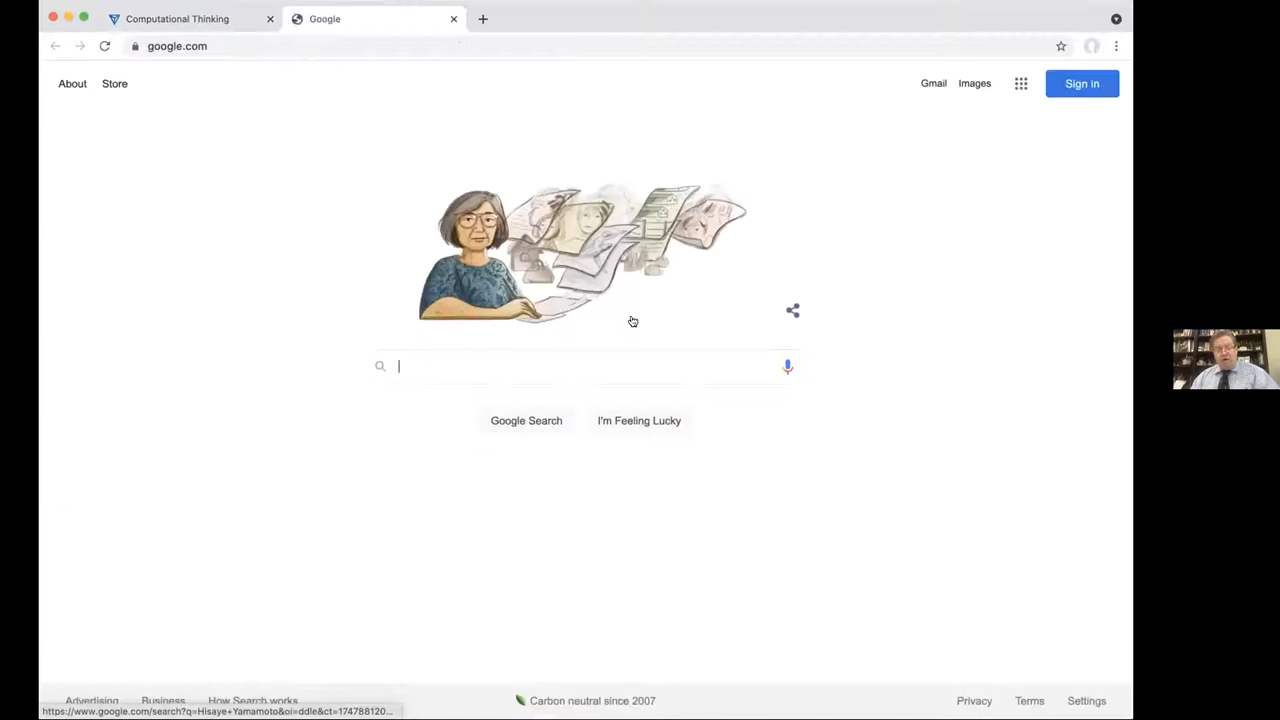 Computational Thinking
Google
google.com
About
Store
Gmail
Images
Sign in
Google Search
I'm Feeling Lucky
Advertising
Business
How Search works
Carbon neutral since 2007
Privacy
Terms
Settings
https://www.google.com/search?q=Hisaye+Yamamoto&oi=ddle&ct=174788120...